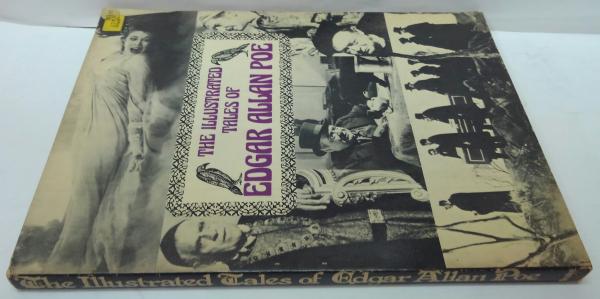 THE ILLUSTRATED
TALES OF
EDGAR ALLAN POE
The Illustrated Tales of Edgar Allan Poe